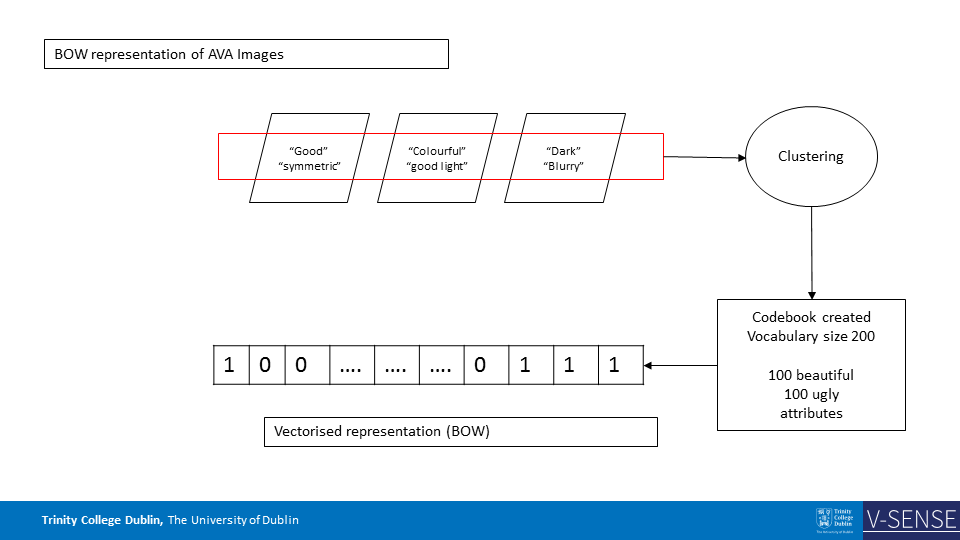 BOW representation of AVA Images
“Good”
“symmetric”
“Colourful”
“good light”
“Dark”
“Blurry”
Clustering
Codebook created
Vocabulary size 200
100 beautiful
100 ugly
attributes
1 0 0 .... .... .... 0 1 1 1
Vectorised representation (BOW)
Trinity College Dublin, The University of Dublin
Trinity
College
Dublin
The University of Dublin
V-SENSE